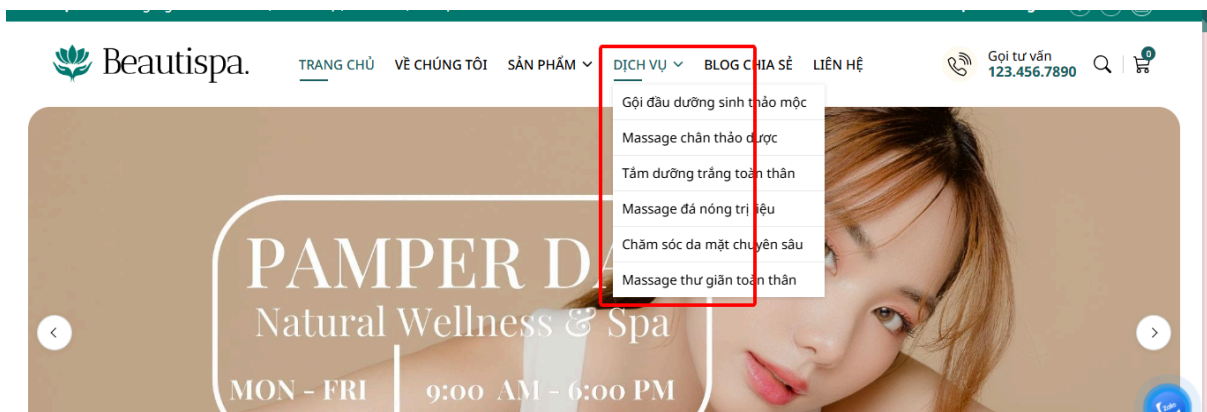 Beautispa.
TRANG CHỦ VỀ CHÚNG TÔI SẢN PHẨM DỊCH VỤ BLOG CHIA SẺ LIÊN HỆ
Gọi tư vấn
123.456.7890
0
Gội đầu dưỡng sinh thảo mộc
Massage chân thảo dược
Tắm dưỡng trắng toàn thân
Massage đá nóng trị liệu
Chăm sóc da mặt chuyên sâu
Massage thư giãn toàn thân
PAMPER DA
Natural Wellness & Spa
MON - FRI 9:00 AM - 6:00 PM
Zalo